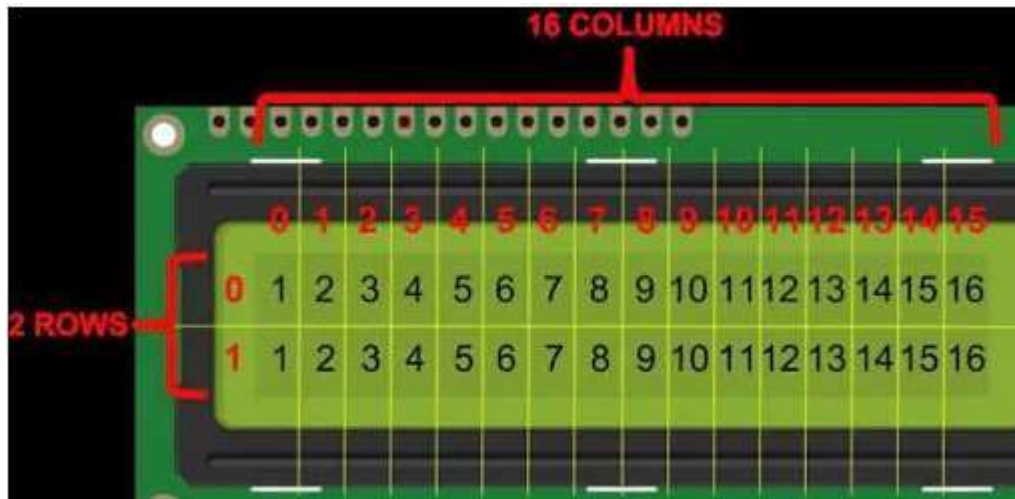 16 COLUMNS
0 1 2 3 4 5 6 7 8 9 10 11 12 13 14 15
0 1 2 3 4 5 6 7 8 9 10 11 12 13 14 15 16
2 ROWS
1 1 2 3 4 5 6 7 8 9 10 11 12 13 14 15 16